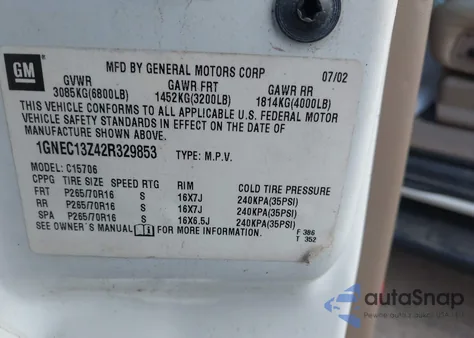 GM
MFD BY GENERAL MOTORS CORP 07/02
GVWR GAWR FRT GAWR RR
3085KG(6800LB) 1452KG(3200LB) 1814KG(4000LB)
THIS VEHICLE CONFORMS TO ALL APPLICABLE U.S. FEDERAL MOTOR
VEHICLE SAFETY STANDARDS IN EFFECT ON THE DATE OF
MANUFACTURE SHOWN ABOVE.
1GNEC13Z42R329853 TYPE: M.P.V.
MODEL: C15706
CPPG TIRE SIZE SPEED RTG RIM COLD TIRE PRESSURE
FRT P265/70R16 S 16X7J 240KPA(35PSI)
RR P265/70R16 S 16X7J 240KPA(35PSI)
SPA P265/70R16 S 16X6.5J 240KPA(35PSI)
SEE OWNER'S MANUAL FOR MORE INFORMATION. F 386
T 352
autoSnap